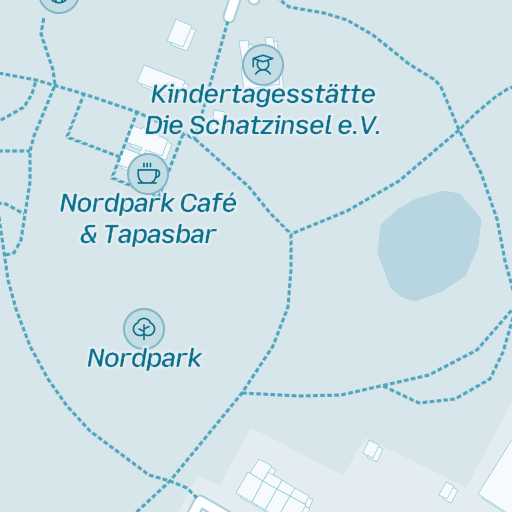 Kindertagesstätte
Die Schatzinsel e.V.
Nordpark Café
& Tapasbar
Nordpark